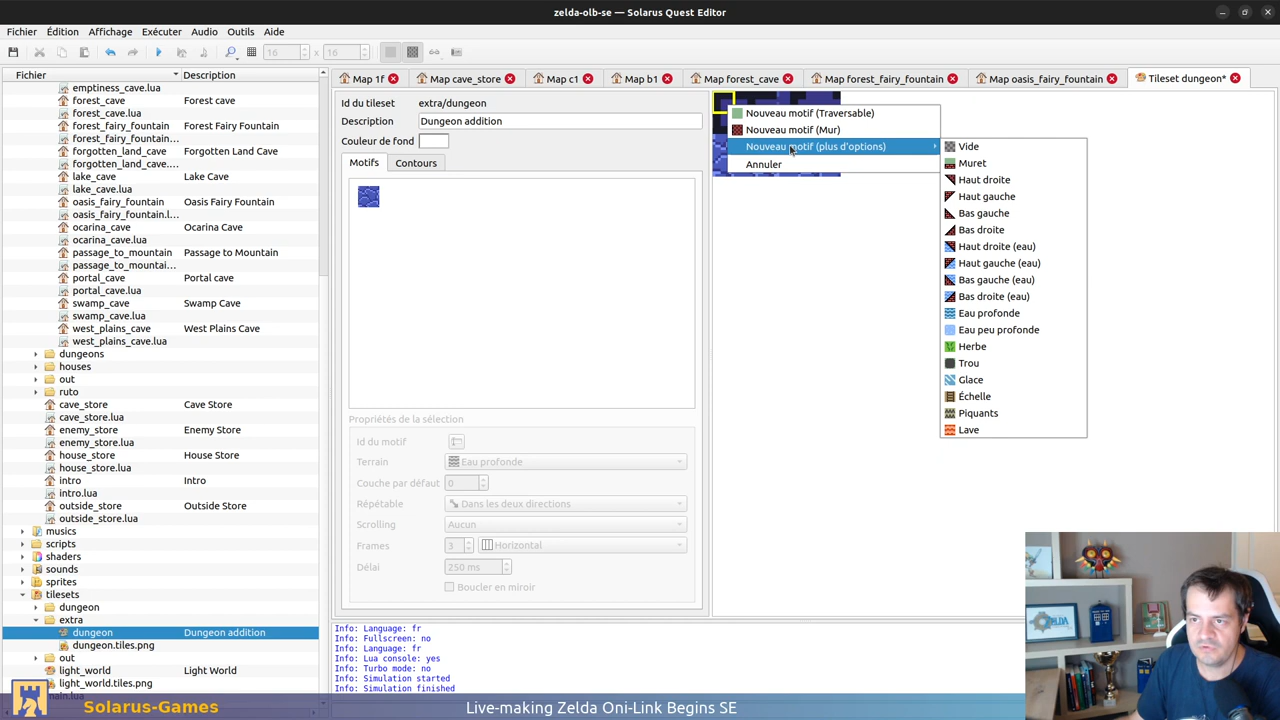 zelda-olb-se — Solarus Quest Editor
Fichier Édition Affichage Exécuter Audio Outils Aide
16 x 16
Fichier Description
Map 1f Map cave_store Map c1 Map b1 Map forest_cave Map forest_fairy_fountain Map oasis_fairy_fountain Tileset dungeon*
emptiness_cave.lua
forest_cave Forest cave
forest_cave.lua
forest_fairy_fountain Forest Fairy Fountain
forest_fairy_fountain...
forgotten_land_cave Forgotten Land Cave
forgotten_land_cave...
lake_cave Lake Cave
lake_cave.lua
oasis_fairy_fountain Oasis Fairy Fountain
oasis_fairy_fountain.l...
ocarina_cave Ocarina Cave
ocarina_cave.lua
passage_to_mountain Passage to Mountain
passage_to_mountai...
portal_cave Portal cave
portal_cave.lua
swamp_cave Swamp Cave
swamp_cave.lua
west_plains_cave West Plains Cave
west_plains_cave.lua
dungeons
houses
out
ruto
cave_store Cave Store
cave_store.lua
enemy_store Enemy Store
enemy_store.lua
house_store House Store
house_store.lua
intro Intro
intro.lua
outside_store Outside Store
outside_store.lua
musics
scripts
shaders
sounds
sprites
tilesets
dungeon
extra
dungeon Dungeon addition
dungeon.tiles.png
out
light_world Light World
light_world.tiles.png
main.lua
Id du tileset extra/dungeon
Description Dungeon addition
Couleur de fond
Motifs Contours
Propriétés de la sélection
Id du motif
Terrain Eau profonde
Couche par défaut 0
Répétable Dans les deux directions
Scrolling Aucun
Frames 3 Horizontal
Délai 250 ms
Boucler en miroir
Nouveau motif (Traversable)
Nouveau motif (Mur)
Nouveau motif (plus d'options)
Annuler
Vide
Muret
Haut droite
Haut gauche
Bas gauche
Bas droite
Haut droite (eau)
Haut gauche (eau)
Bas gauche (eau)
Bas droite (eau)
Eau profonde
Eau peu profonde
Herbe
Trou
Glace
Échelle
Piquants
Lave
Info: Language: fr
Info: Fullscreen: no
Info: Language: fr
Info: Lua console: yes
Info: Turbo mode: no
Info: Simulation started
Info: Simulation finished
Solarus-Games Live-making Zelda Oni-Link Begins SE